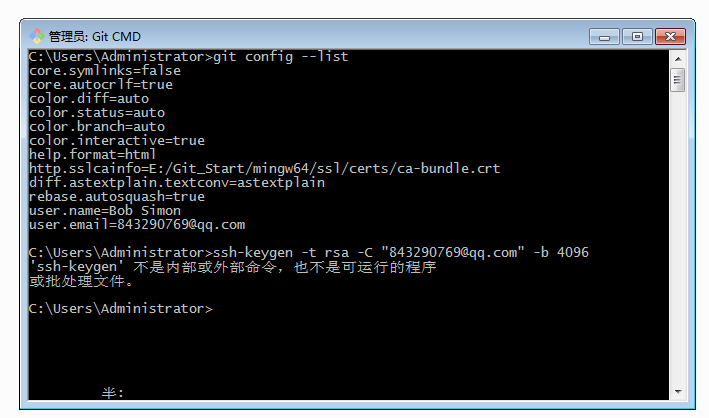 管理员: Git CMD
C:\Users\Administrator>git config --list
core.symlinks=false
core.autocrlf=true
color.diff=auto
color.status=auto
color.branch=auto
color.interactive=true
help.format=html
http.sslcainfo=E:/Git_Start/mingw64/ssl/certs/ca-bundle.crt
diff.astextplain.textconv=astextplain
rebase.autosquash=true
user.name=Bob Simon
user.email=843290769@qq.com
C:\Users\Administrator>ssh-keygen -t rsa -C "843290769@qq.com" -b 4096
'ssh-keygen' 不是内部或外部命令，也不是可运行的程序
或批处理文件。
C:\Users\Administrator>
半: